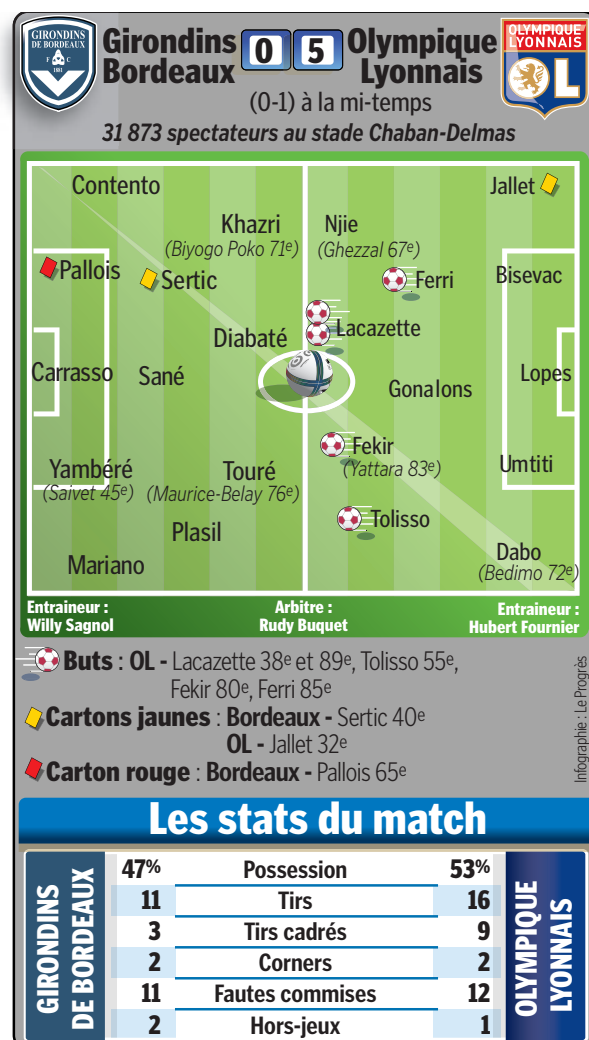 GIRONDINS
DE BORDEAUX
F C
1881
Girondins
Bordeaux
0 5
Olympique
Lyonnais
OLYMPIQUE
LYONNAIS
OL
(0-1) à la mi-temps
31 873 spectateurs au stade Chaban-Delmas
Contento
Jallet
Khazri
(Biyogo Poko 71e)
Njie
(Ghezzal 67e)
Pallois
Sertic
Ferri
Bisevac
Diabaté
Lacazette
Carrasso
Sané
Gonalons
Lopes
Yambéré
(Saivet 45e)
Touré
(Maurice-Belay 76e)
Fekir
(Yattara 83e)
Umtiti
Plasil
Tolisso
Mariano
Dabo
(Bedimo 72e)
Entraineur :
Willy Sagnol
Arbitre :
Rudy Buquet
Entraineur :
Hubert Fournier
Buts : OL - Lacazette 38e et 89e, Tolisso 55e,
Fekir 80e, Ferri 85e
Cartons jaunes : Bordeaux - Sertic 40e
OL - Jallet 32e
Carton rouge : Bordeaux - Pallois 65e
Infographie : Le Progrès
Les stats du match
GIRONDINS
DE BORDEAUX
47% Possession 53%
11 Tirs 16
3 Tirs cadrés 9
2 Corners 2
11 Fautes commises 12
2 Hors-jeux 1
OLYMPIQUE
LYONNAIS